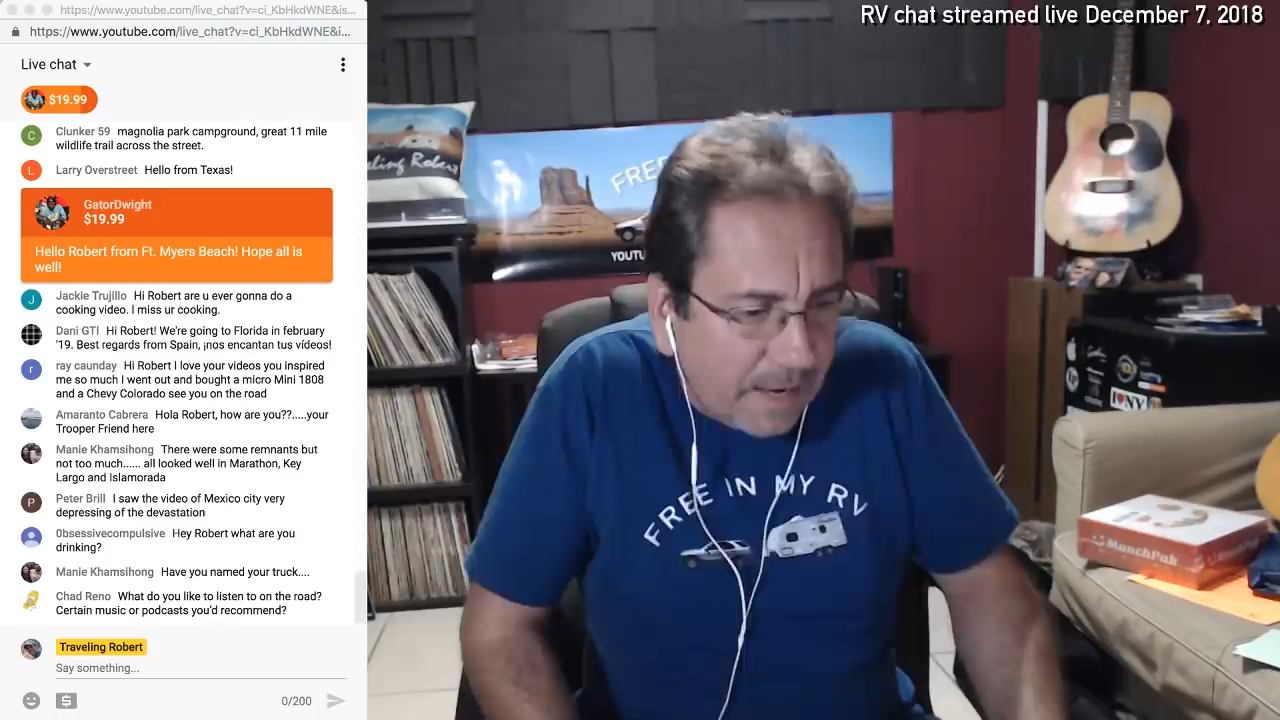 RV chat streamed live December 7, 2018
https://www.youtube.com/live_chat?v=ci_KbHkdWNE&is...
https://www.youtube.com/live_chat?v=ci_KbHkdWNE&i...
Live chat
$19.99
Clunker 59 magnolia park campground, great 11 mile
wildlife trail across the street.
L Larry Overstreet Hello from Texas!
GatorDwight
$19.99
Hello Robert from Ft. Myers Beach! Hope all is
well!
J Jackie Trujillo Hi Robert are u ever gonna do a
cooking video. I miss ur cooking.
Dani GTI Hi Robert! We're going to Florida in february
'19. Best regards from Spain, ¡nos encantan tus vídeos!
r ray caunday Hi Robert I love your videos you inspired
me so much I went out and bought a micro Mini 1808
and a Chevy Colorado see you on the road
Amaranto Cabrera Hola Robert, how are you??.....your
Trooper Friend here
Manie Khamsihong There were some remnants but
not too much...... all looked well in Marathon, Key
Largo and Islamorada
P Peter Brill I saw the video of Mexico city very
depressing of the devastation
0bsessivecompulsive Hey Robert what are you
drinking?
Manie Khamsihong Have you named your truck....
Chad Reno What do you like to listen to on the road?
Certain music or podcasts you'd recommend?
Traveling Robert
Say something...
0/200
FREE
YOUTU
FREE IN MY RV
MunchPak
I ♥ NY